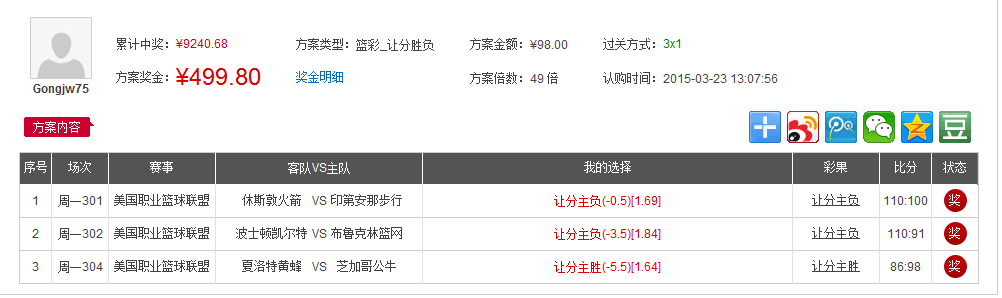 累计中奖：¥9240.68 方案类型：篮彩_让分胜负 方案金额：¥98.00 过关方式：3x1
方案奖金：¥499.80 奖金明细 方案倍数：49 倍 认购时间：2015-03-23 13:07:56
Gongjw75
方案内容
豆
序号 场次 赛事 客队VS主队 我的选择 彩果 比分 状态
1 周一301 美国职业篮球联盟 休斯敦火箭 VS 印第安那步行 让分主负(-0.5)[1.69] 让分主负 110:100 奖
2 周一302 美国职业篮球联盟 波士顿凯尔特 VS 布鲁克林篮网 让分主负(-3.5)[1.84] 让分主负 110:91 奖
3 周一304 美国职业篮球联盟 夏洛特黄蜂 VS 芝加哥公牛 让分主胜(-5.5)[1.64] 让分主胜 86:98 奖